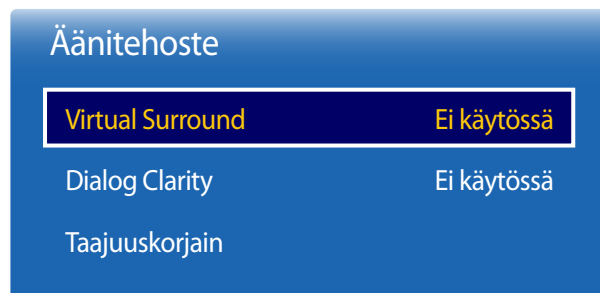 Äänitehoste
Virtual Surround Ei käytössä
Dialog Clarity Ei käytössä
Taajuuskorjain